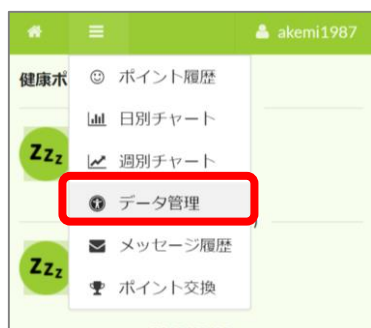 akemi1987
健康ポ
ポイント履歴
日別チャート
Zzz
週別チャート
データ管理
メッセージ履歴
Zzz
ポイント交換